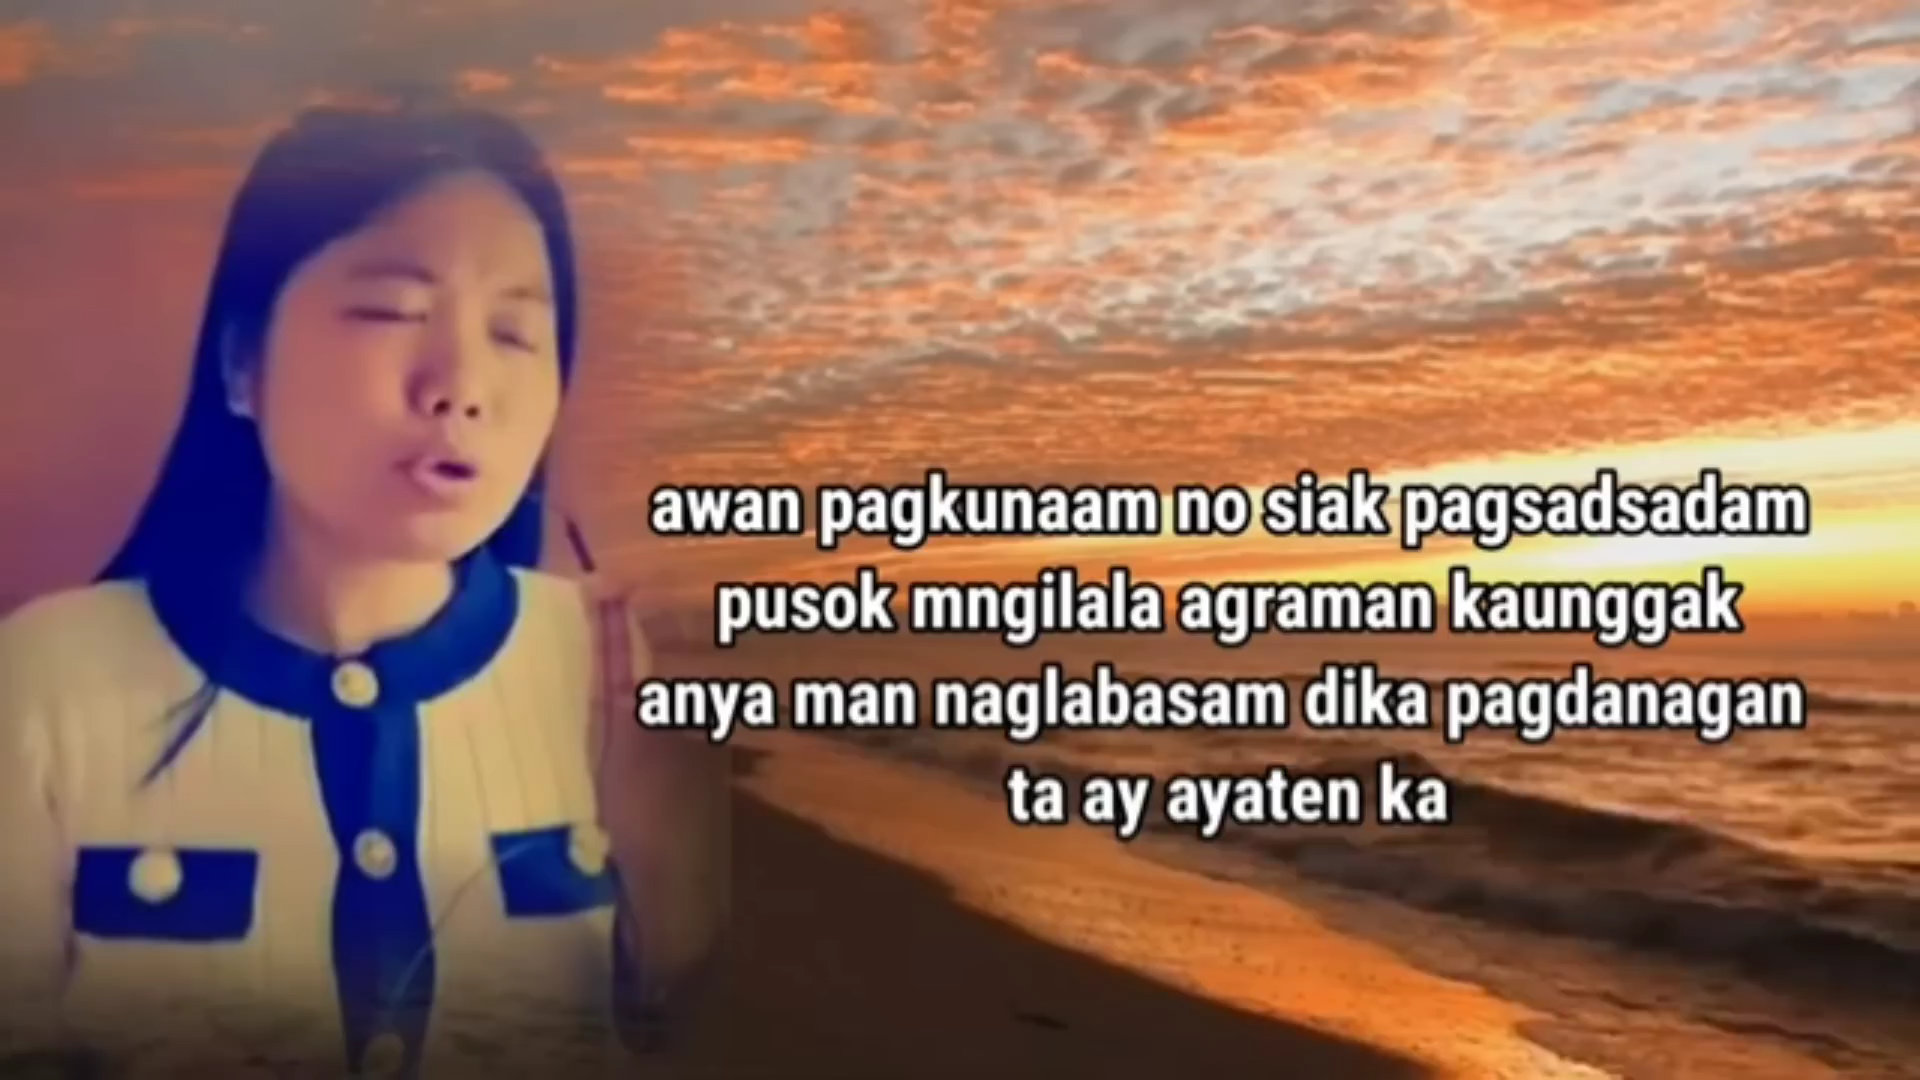 awan pagkunaam no siak pagsadsadam
pusok mngilala agraman kaunggak
anya man naglabasam dika pagdanagan
ta ay ayaten ka